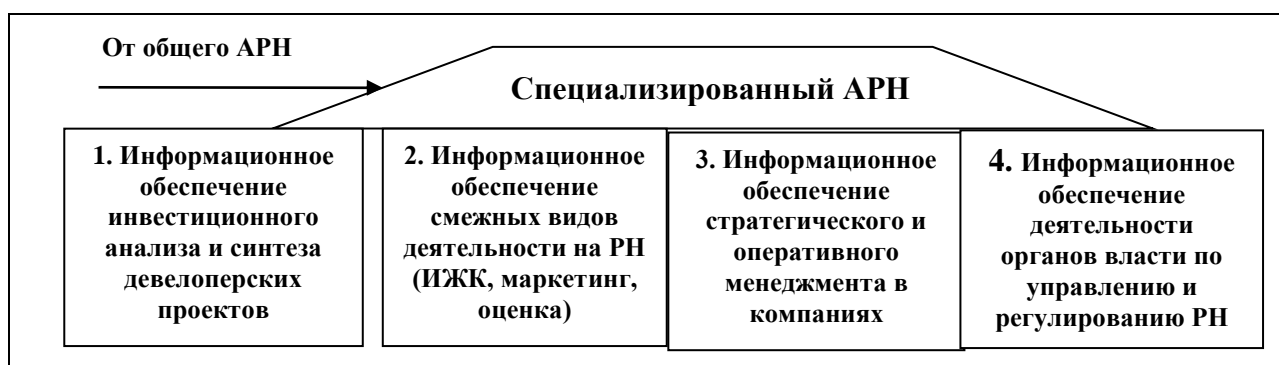 От общего АРН
Специализированный АРН
1. Информационное
обеспечение
инвестиционного
анализа и синтеза
девелоперских
проектов
2. Информационное
обеспечение
смежных видов
деятельности на РН
(ИЖК, маркетинг,
оценка)
3. Информационное
обеспечение
стратегического и
оперативного
менеджмента в
компаниях
4. Информационное
обеспечение
деятельности
органов власти по
управлению и
регулированию РН